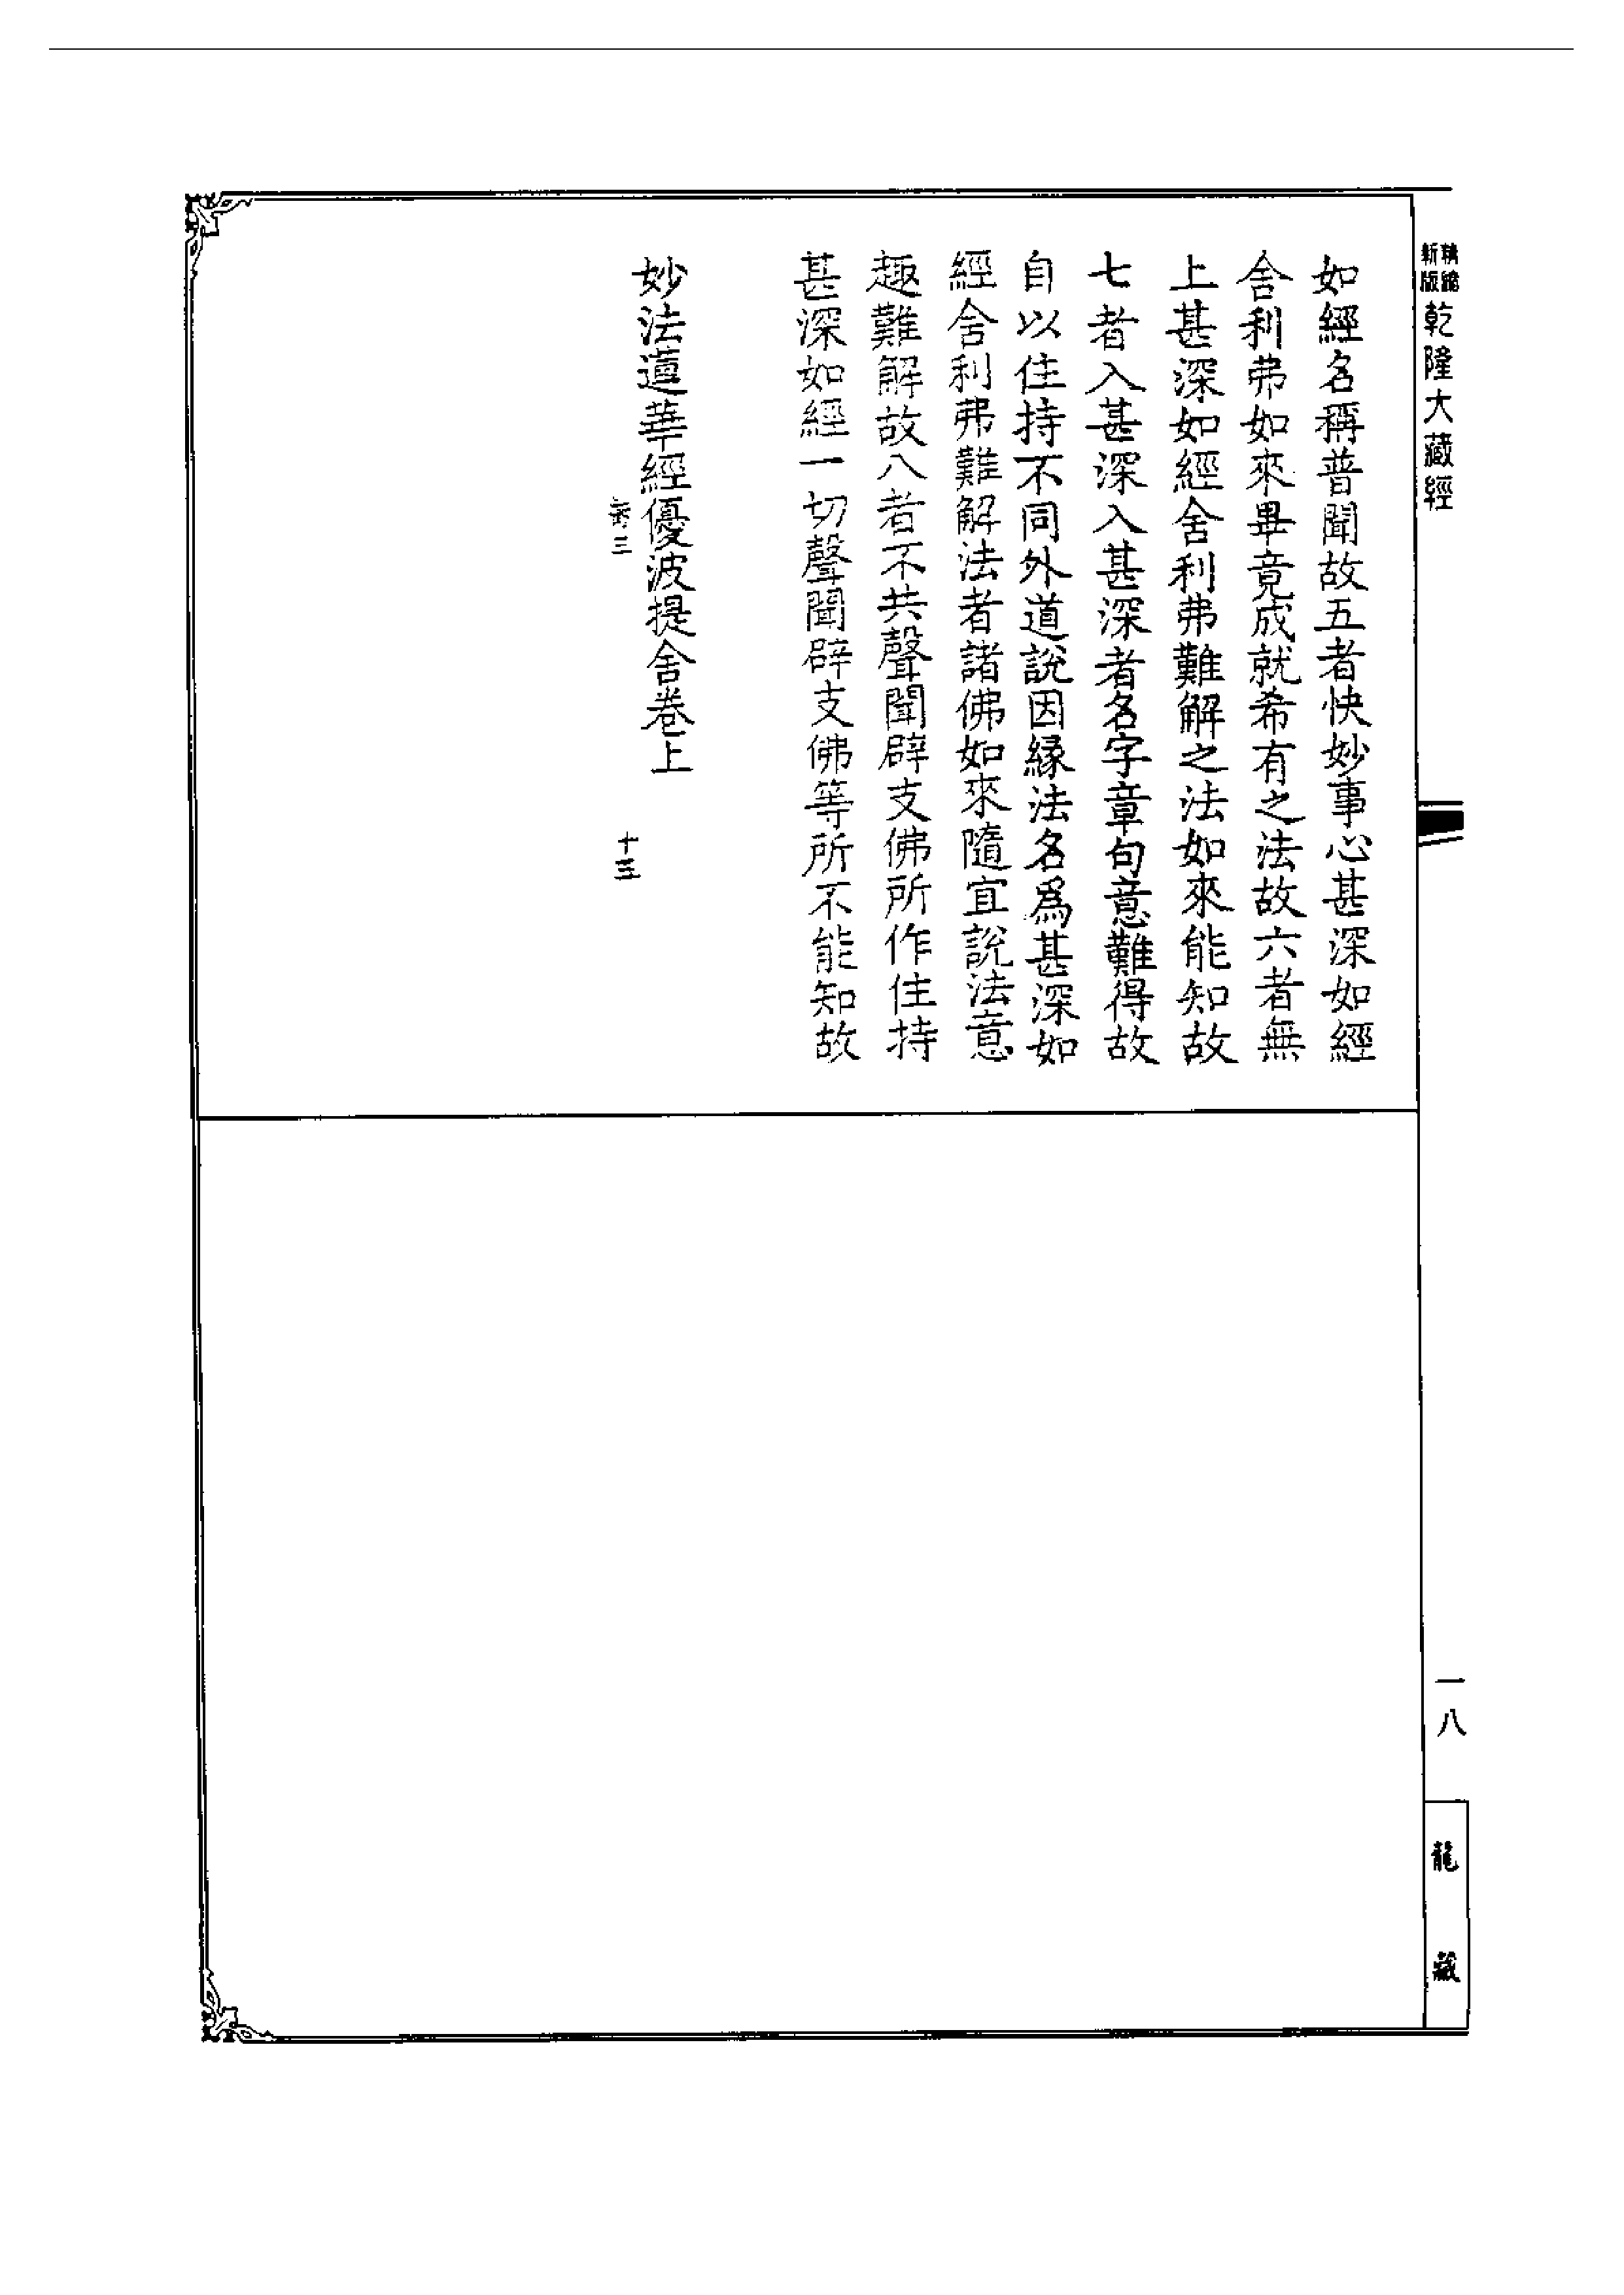 新版
乾隆大藏經
一八
龍藏
如經名稱普聞故五者快妙事心甚深如經
舍利弗如來畢竟成就希有之法故六者無
上甚深如經舍利弗難解之法如來能知故
七者入甚深入甚深者名字章句意難得故
自以住持不同外道說因緣法名爲甚深如
經舍利弗難解法者諸佛如來隨宜說法意
趣難解故八者不共聲聞辟支佛所作住持
甚深如經一切聲聞辟支佛等所不能知故
妙法蓮華經優波提舍卷上
三
十三